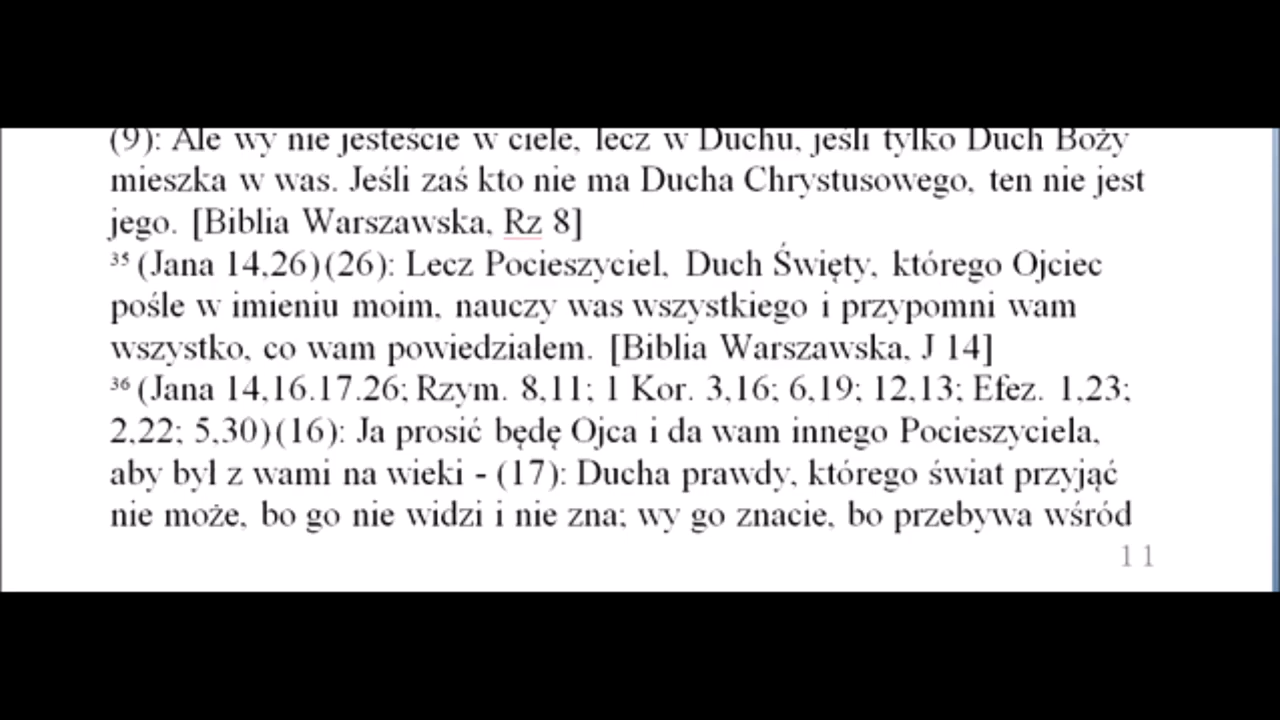 (9): Ale wy nie jesteście w ciele, lecz w Duchu, jeśli tylko Duch Boży
mieszka w was. Jeśli zaś kto nie ma Ducha Chrystusowego, ten nie jest
jego. [Biblia Warszawska, Rz 8]
³⁵ (Jana 14,26)(26): Lecz Pocieszyciel, Duch Święty, którego Ojciec
pośle w imieniu moim, nauczy was wszystkiego i przypomni wam
wszystko, co wam powiedziałem. [Biblia Warszawska, J 14]
³⁶ (Jana 14,16.17.26; Rzym. 8,11; 1 Kor. 3,16; 6,19; 12,13; Efez. 1,23;
2,22; 5,30)(16): Ja prosić będę Ojca i da wam innego Pocieszyciela,
aby był z wami na wieki - (17): Ducha prawdy, którego świat przyjąć
nie może, bo go nie widzi i nie zna; wy go znacie, bo przebywa wśród
11